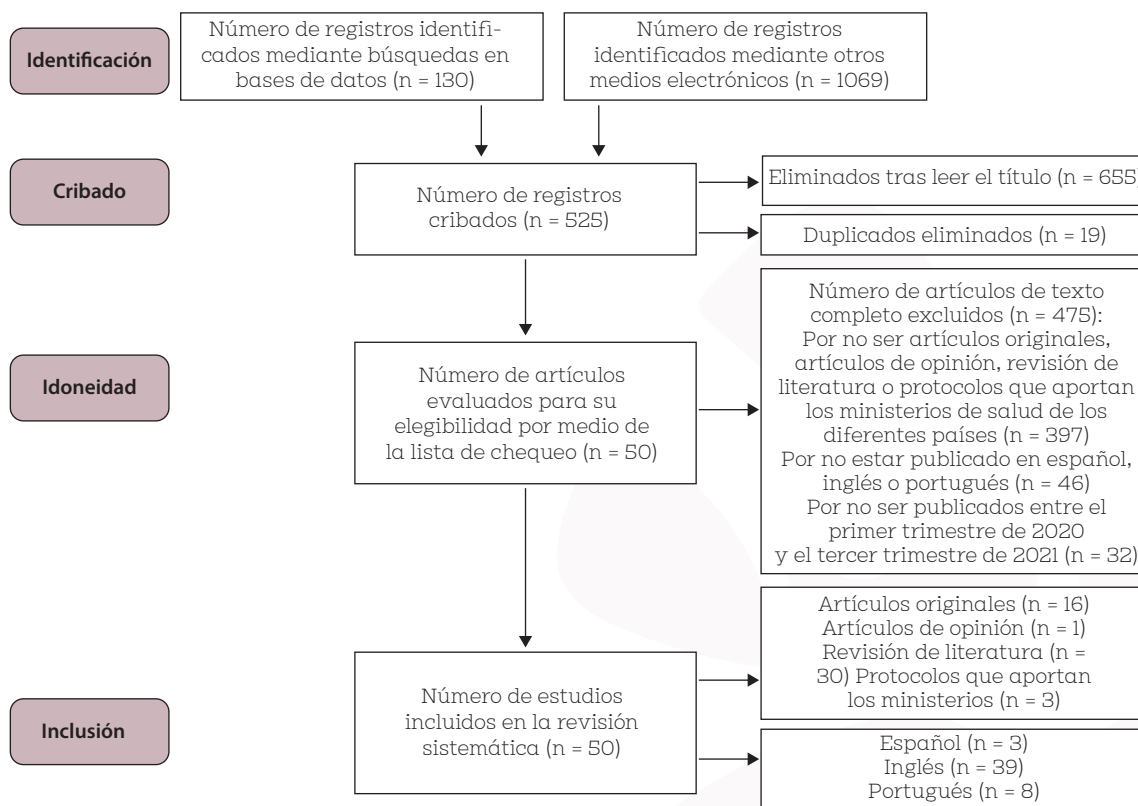 Identificación
Número de registros identifi-
cados mediante búsquedas en
bases de datos (n = 130)
Número de registros
identificados mediante otros
medios electrónicos (n = 1069)
Cribado
Número de registros
cribados (n = 525)
Eliminados tras leer el título (n = 655)
Duplicados eliminados (n = 19)
Idoneidad
Número de artículos
evaluados para su
elegibilidad por medio de
la lista de chequeo (n = 50)
Número de artículos de texto
completo excluidos (n = 475):
Por no ser artículos originales,
artículos de opinión, revisión de
literatura o protocolos que aportan
los ministerios de salud de los
diferentes países (n = 397)
Por no estar publicado en español,
inglés o portugués (n = 46)
Por no ser publicados entre el
primer trimestre de 2020
y el tercer trimestre de 2021 (n = 32)
Inclusión
Número de estudios
incluidos en la revisión
sistemática (n = 50)
Artículos originales (n = 16)
Artículos de opinión (n = 1)
Revisión de literatura (n =
30) Protocolos que aportan
los ministerios (n = 3)
Español (n = 3)
Inglés (n = 39)
Portugués (n = 8)